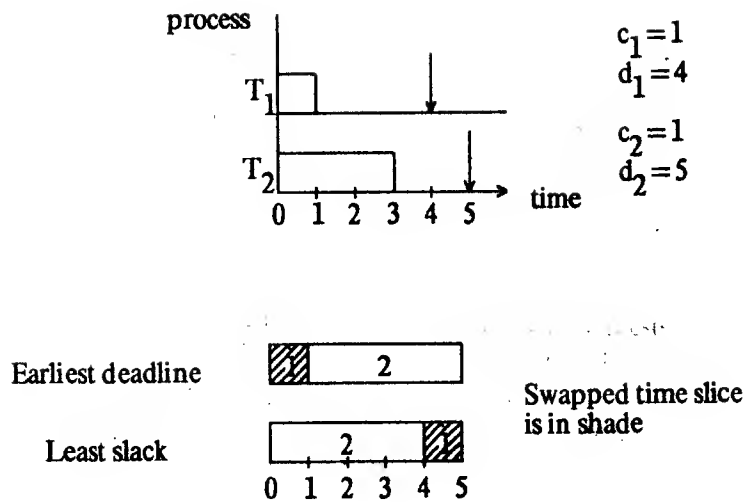 process
c1=1
d1=4
c2=1
d2=5
T1
T2
0 1 2 3 4 5
time
Earliest deadline
1 2
Swapped time slice
is in shade
Least slack
2 1
0 1 2 3 4 5